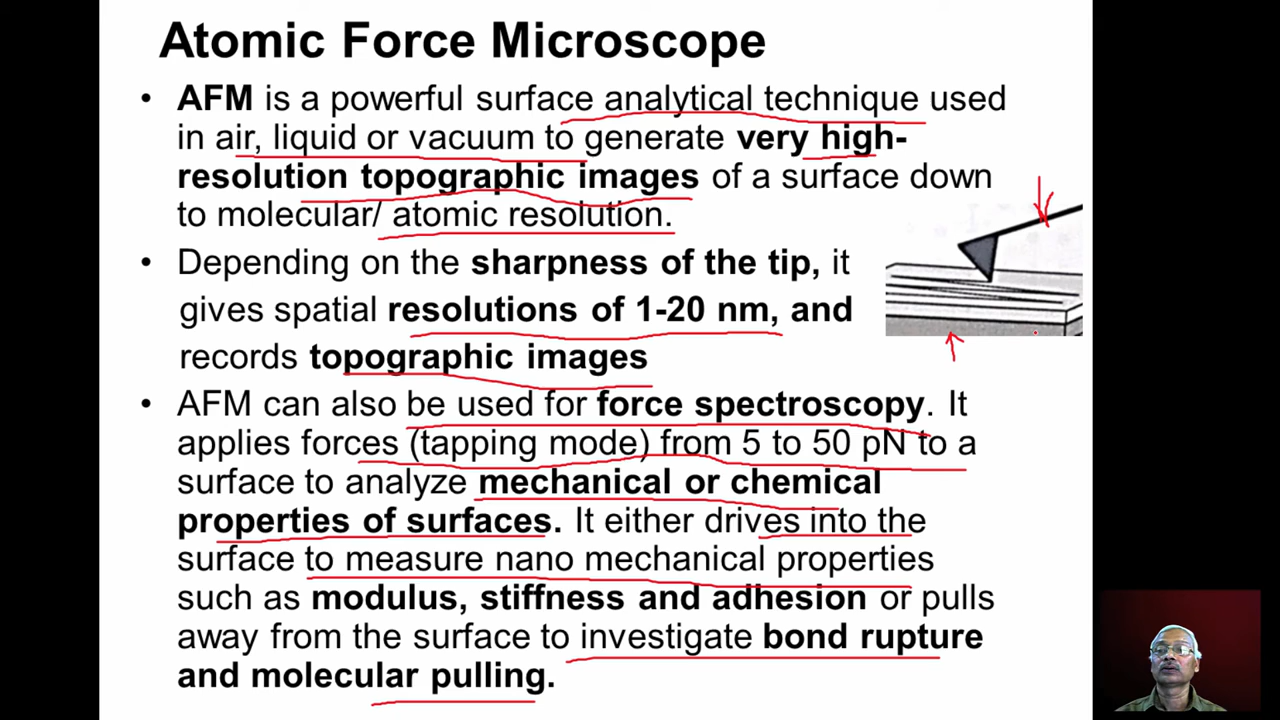 Atomic Force Microscope
• AFM is a powerful surface analytical technique used
in air, liquid or vacuum to generate very high-
resolution topographic images of a surface down
to molecular/ atomic resolution.
• Depending on the sharpness of the tip, it
gives spatial resolutions of 1-20 nm, and
records topographic images
• AFM can also be used for force spectroscopy. It
applies forces (tapping mode) from 5 to 50 pN to a
surface to analyze mechanical or chemical
properties of surfaces. It either drives into the
surface to measure nano mechanical properties
such as modulus, stiffness and adhesion or pulls
away from the surface to investigate bond rupture
and molecular pulling.